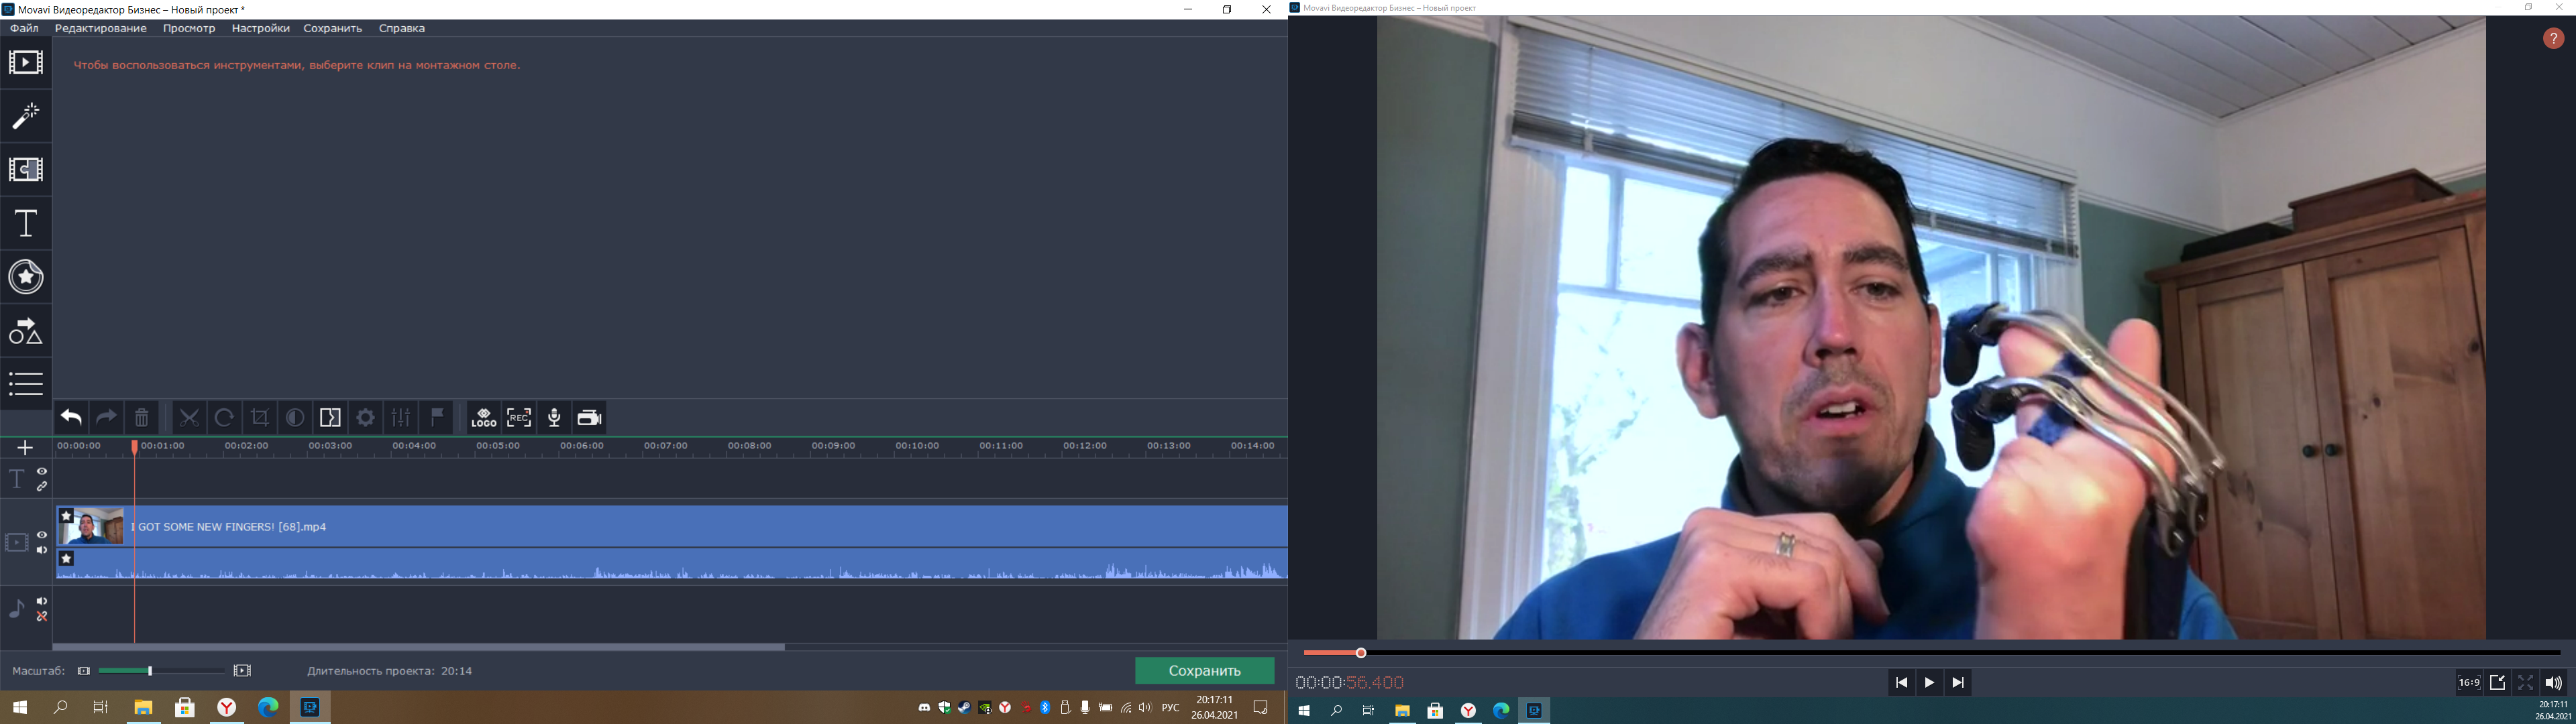 Movavi Видеоредактор Бизнес – Новый проект *
Файл Редактирование Просмотр Настройки Сохранить Справка
Чтобы воспользоваться инструментами, выберите клип на монтажном столе.
LOGO REC
00:00:00 00:01:00 00:02:00 00:03:00 00:04:00 00:05:00 00:06:00 00:07:00 00:08:00 00:09:00 00:10:00 00:11:00 00:12:00 00:13:00 00:14:00
T
I GOT SOME NEW FINGERS! [68].mp4
Масштаб: Длительность проекта: 20:14 Сохранить
РУС 20:17:11
26.04.2021
Movavi Видеоредактор Бизнес – Новый проект
?
00:00:56.400 16:9
20:17:11
26.04.2021